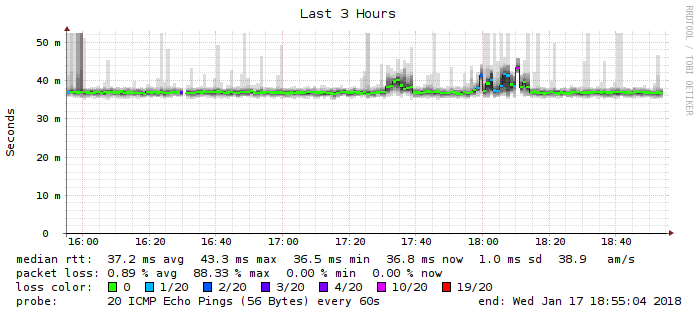 Last 3 Hours
RRDTOOL / TOBI OETIKER
Seconds
50 m
40 m
30 m
20 m
10 m
0
16:00 16:20 16:40 17:00 17:20 17:40 18:00 18:20 18:40
median rtt: 37.2 ms avg 43.3 ms max 36.5 ms min 36.8 ms now 1.0 ms sd 38.9 am/s
packet loss: 0.89 % avg 88.33 % max 0.00 % min 0.00 % now
loss color: 0 1/20 2/20 3/20 4/20 10/20 19/20
probe: 20 ICMP Echo Pings (56 Bytes) every 60s end: Wed Jan 17 18:55:04 2018